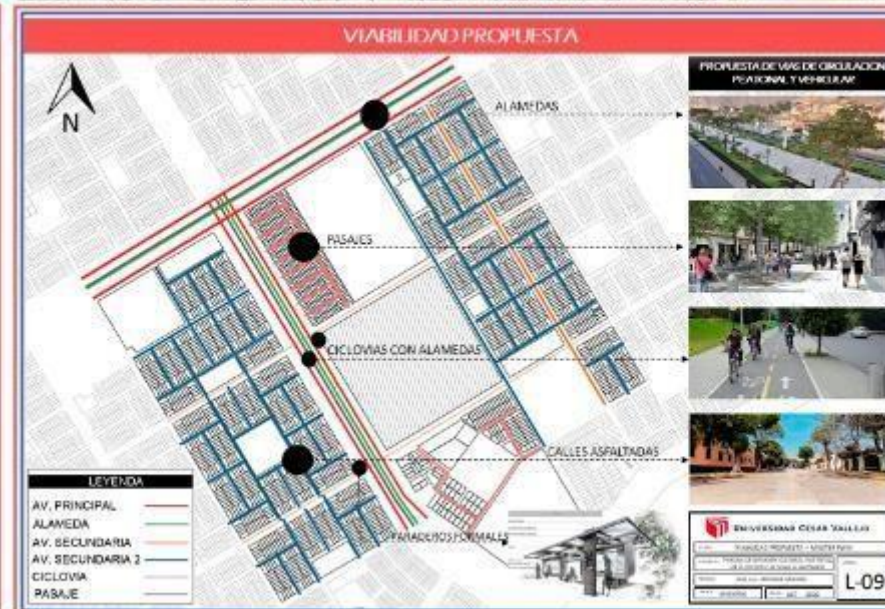 VIABILIDAD PROPUESTA
N
ALAMEDAS
PASAJES
CICLOVIAS CON ALAMEDAS
CALLES ASFALTADAS
PARADEROS FORMALES
PROPUESTA DE VIAS DE CIRCULACION
PEATONAL Y VEHICULAR
LEYENDA
AV. PRINCIPAL
ALAMEDA
AV. SECUNDARIA
AV. SECUNDARIA 2
CICLOVIA
PASAJE
UNIVERSIDAD CESAR VALLEJO
L-09